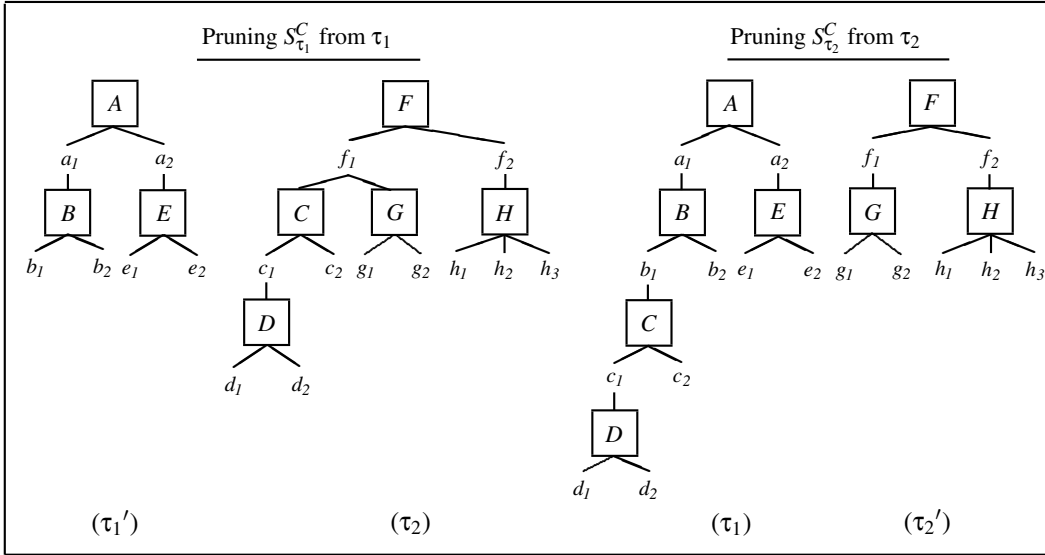 Pruning S^C_τ1 from τ1 Pruning S^C_τ2 from τ2
A F A F
a1 a2 f1 f2 a1 a2 f1 f2
B E C G H B E G H
b1 b2 e1 e2 c1 c2 g1 g2 h1 h2 h3 b1 b2 e1 e2 g1 g2 h1 h2 h3
D C
d1 d2 c1 c2
D
d1 d2
(τ1′) (τ2) (τ1) (τ2′)